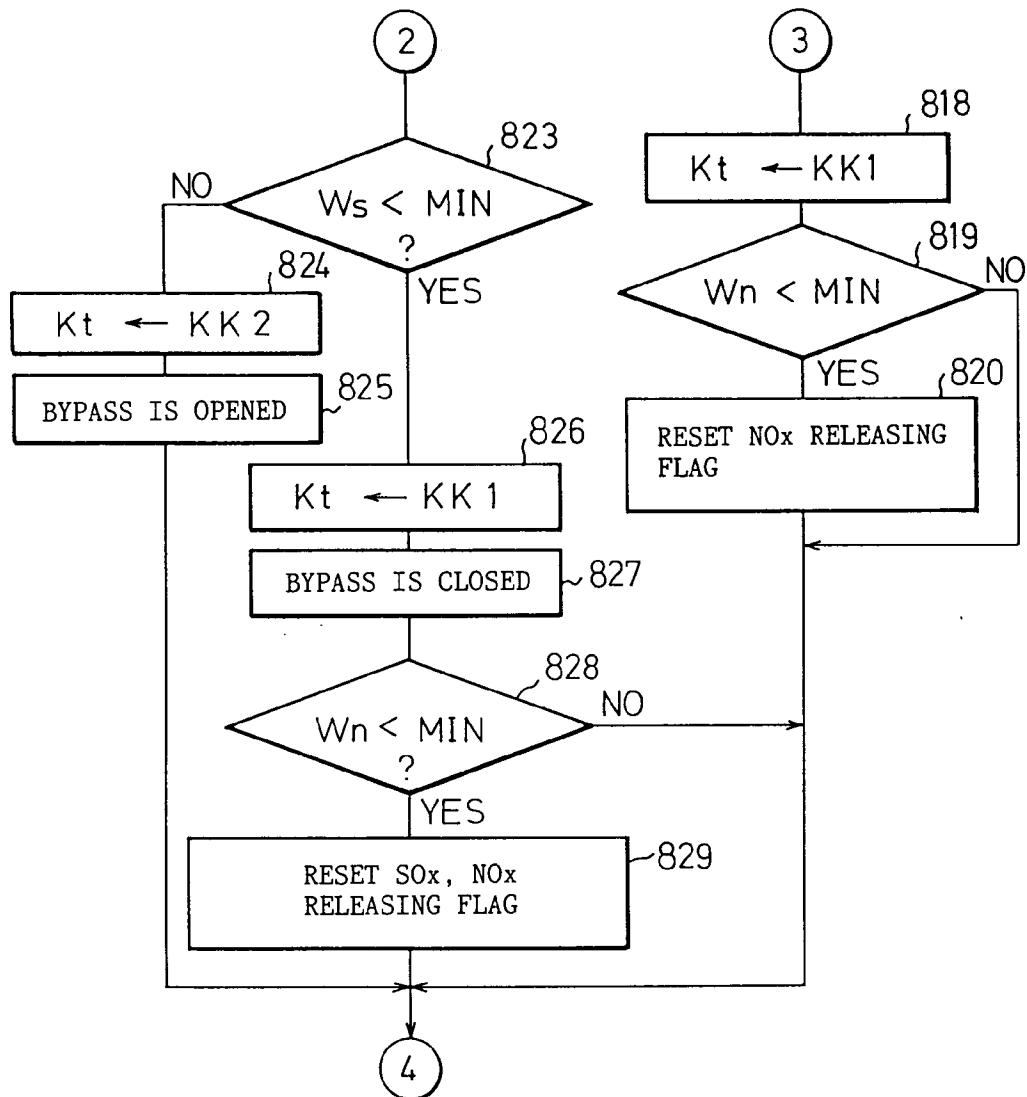 2
3
818
Kt ← KK1
823
Ws < MIN
?
NO
YES
819
Wn < MIN
NO
YES
824
Kt ← KK2
825
BYPASS IS OPENED
820
RESET NOx RELEASING
FLAG
826
Kt ← KK1
827
BYPASS IS CLOSED
828
Wn < MIN
?
NO
YES
829
RESET SOx, NOx
RELEASING FLAG
4